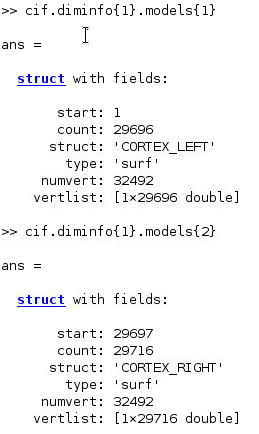 >> cif.diminfo{1}.models{1}
ans =
struct with fields:
start: 1
count: 29696
struct: 'CORTEX_LEFT'
type: 'surf'
numvert: 32492
vertlist: [1×29696 double]
>> cif.diminfo{1}.models{2}
ans =
struct with fields:
start: 29697
count: 29716
struct: 'CORTEX_RIGHT'
type: 'surf'
numvert: 32492
vertlist: [1×29716 double]